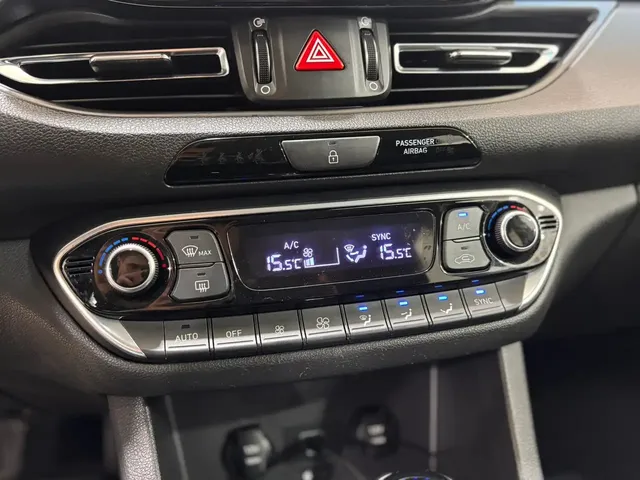 PASSENGER
AIRBAG
A/C
SYNC
15.5°C
15.5°C
MAX
A/C
AUTO
OFF
SYNC